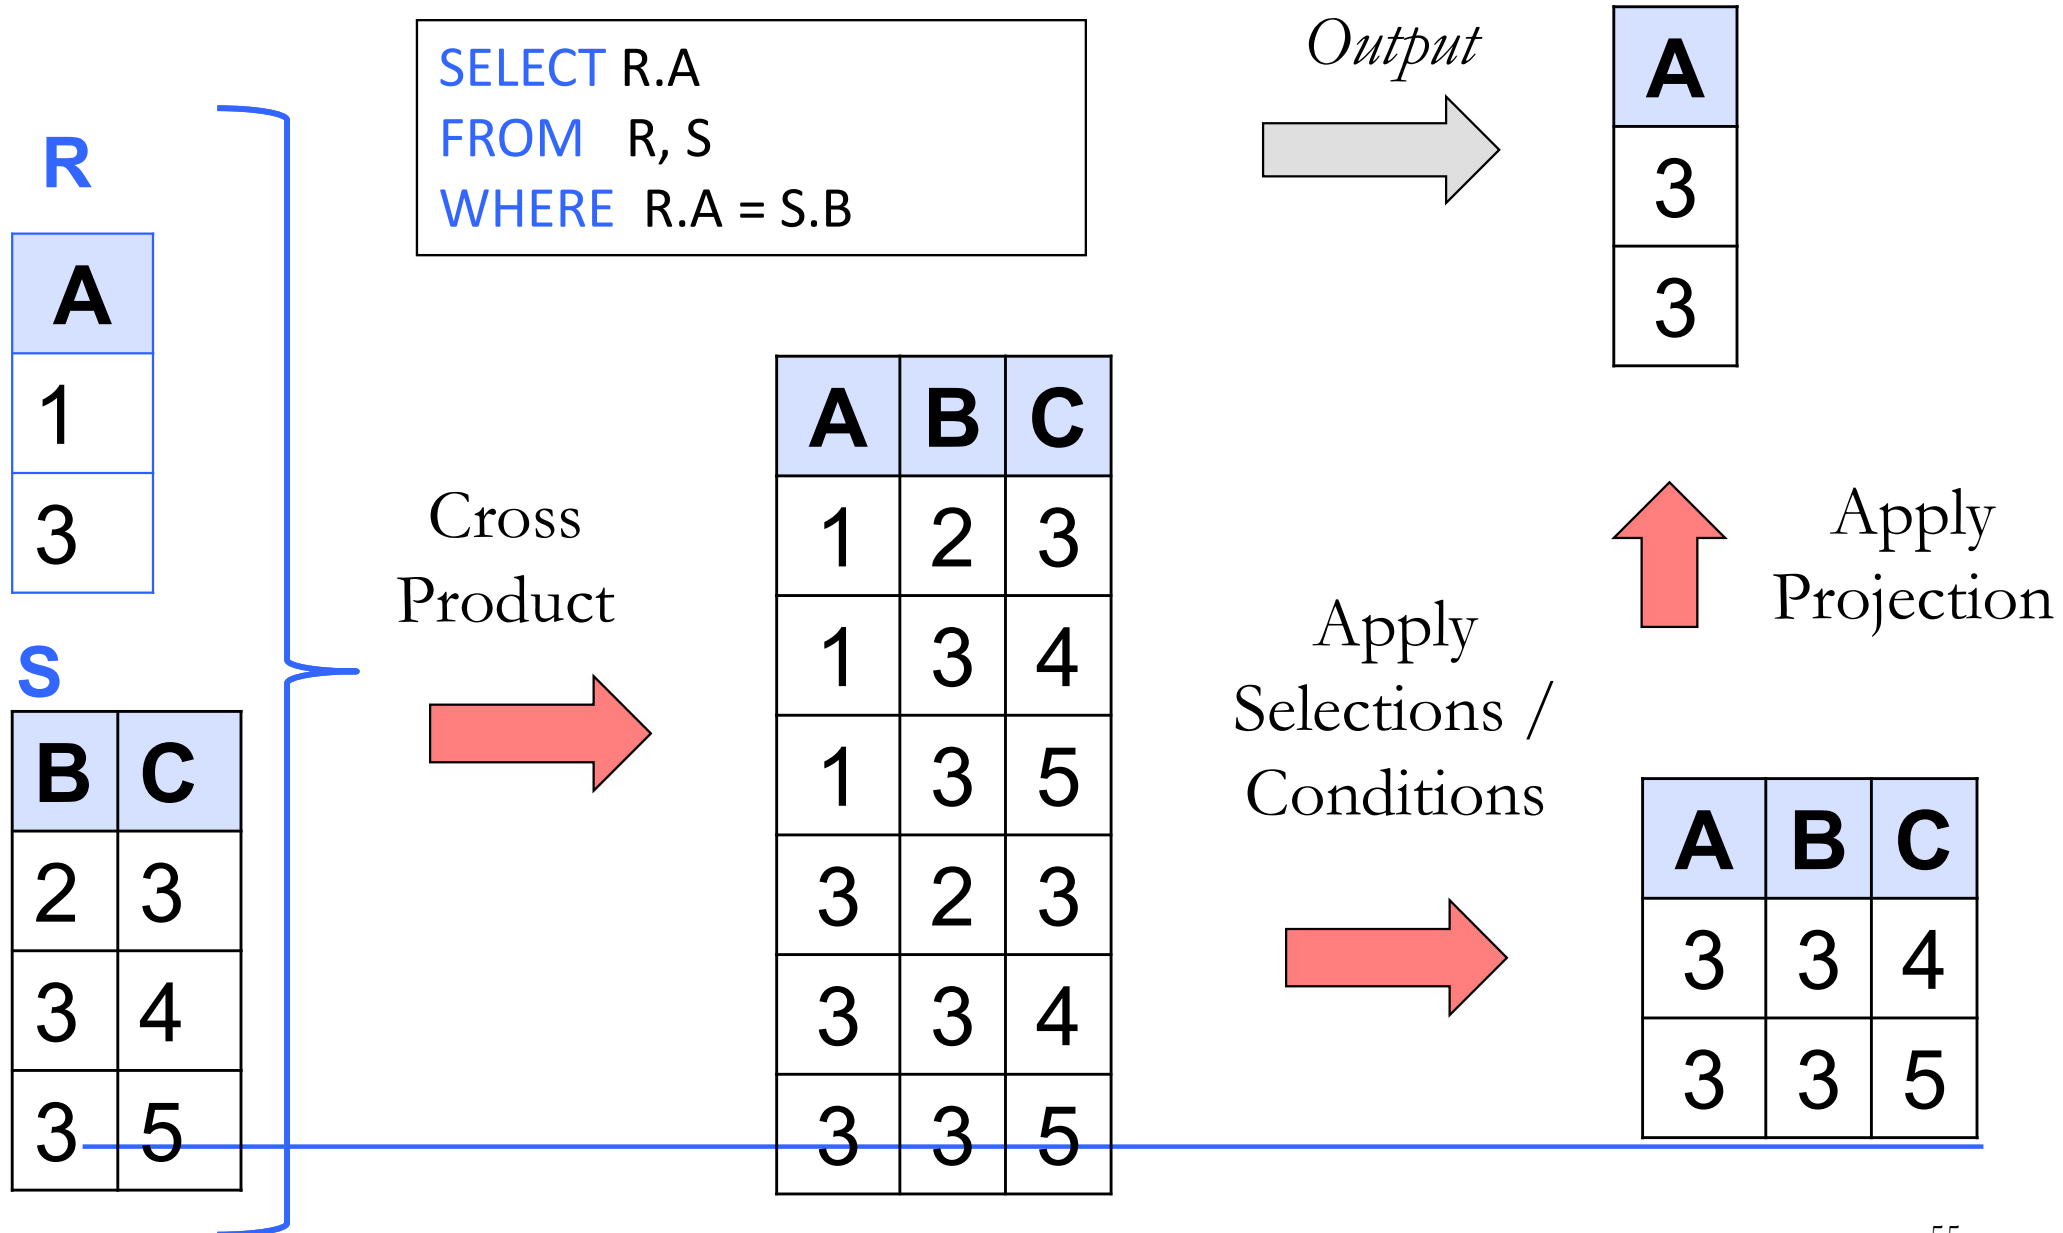 SELECT R.A
FROM R, S
WHERE R.A = S.B
Output
A
3
3
R
A
1
3
S
B C
2 3
3 4
3 5
Cross
Product
A B C
1 2 3
1 3 4
1 3 5
3 2 3
3 3 4
3 3 5
Apply
Selections /
Conditions
A B C
3 3 4
3 3 5
Apply
Projection